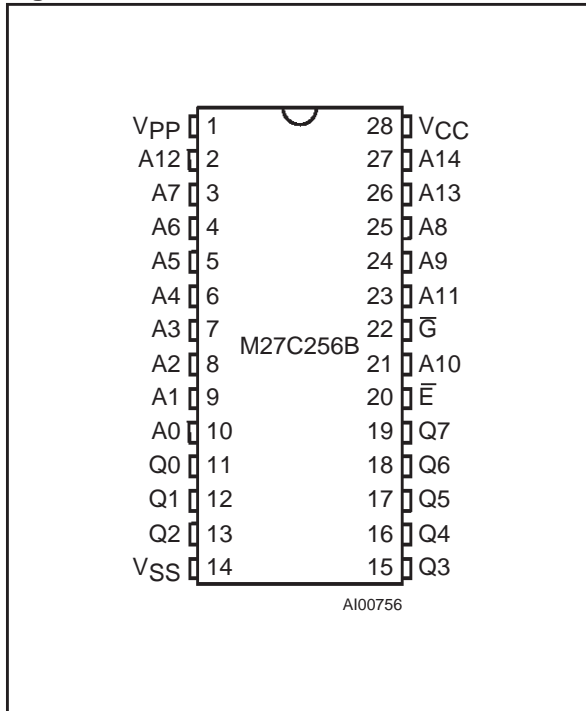 VPP 1 28 VCC
A12 2 27 A14
A7 3 26 A13
A6 4 25 A8
A5 5 24 A9
A4 6 23 A11
A3 7 22 G̅
M27C256B
A2 8 21 A10
A1 9 20 E̅
A0 10 19 Q7
Q0 11 18 Q6
Q1 12 17 Q5
Q2 13 16 Q4
VSS 14 15 Q3
AI00756